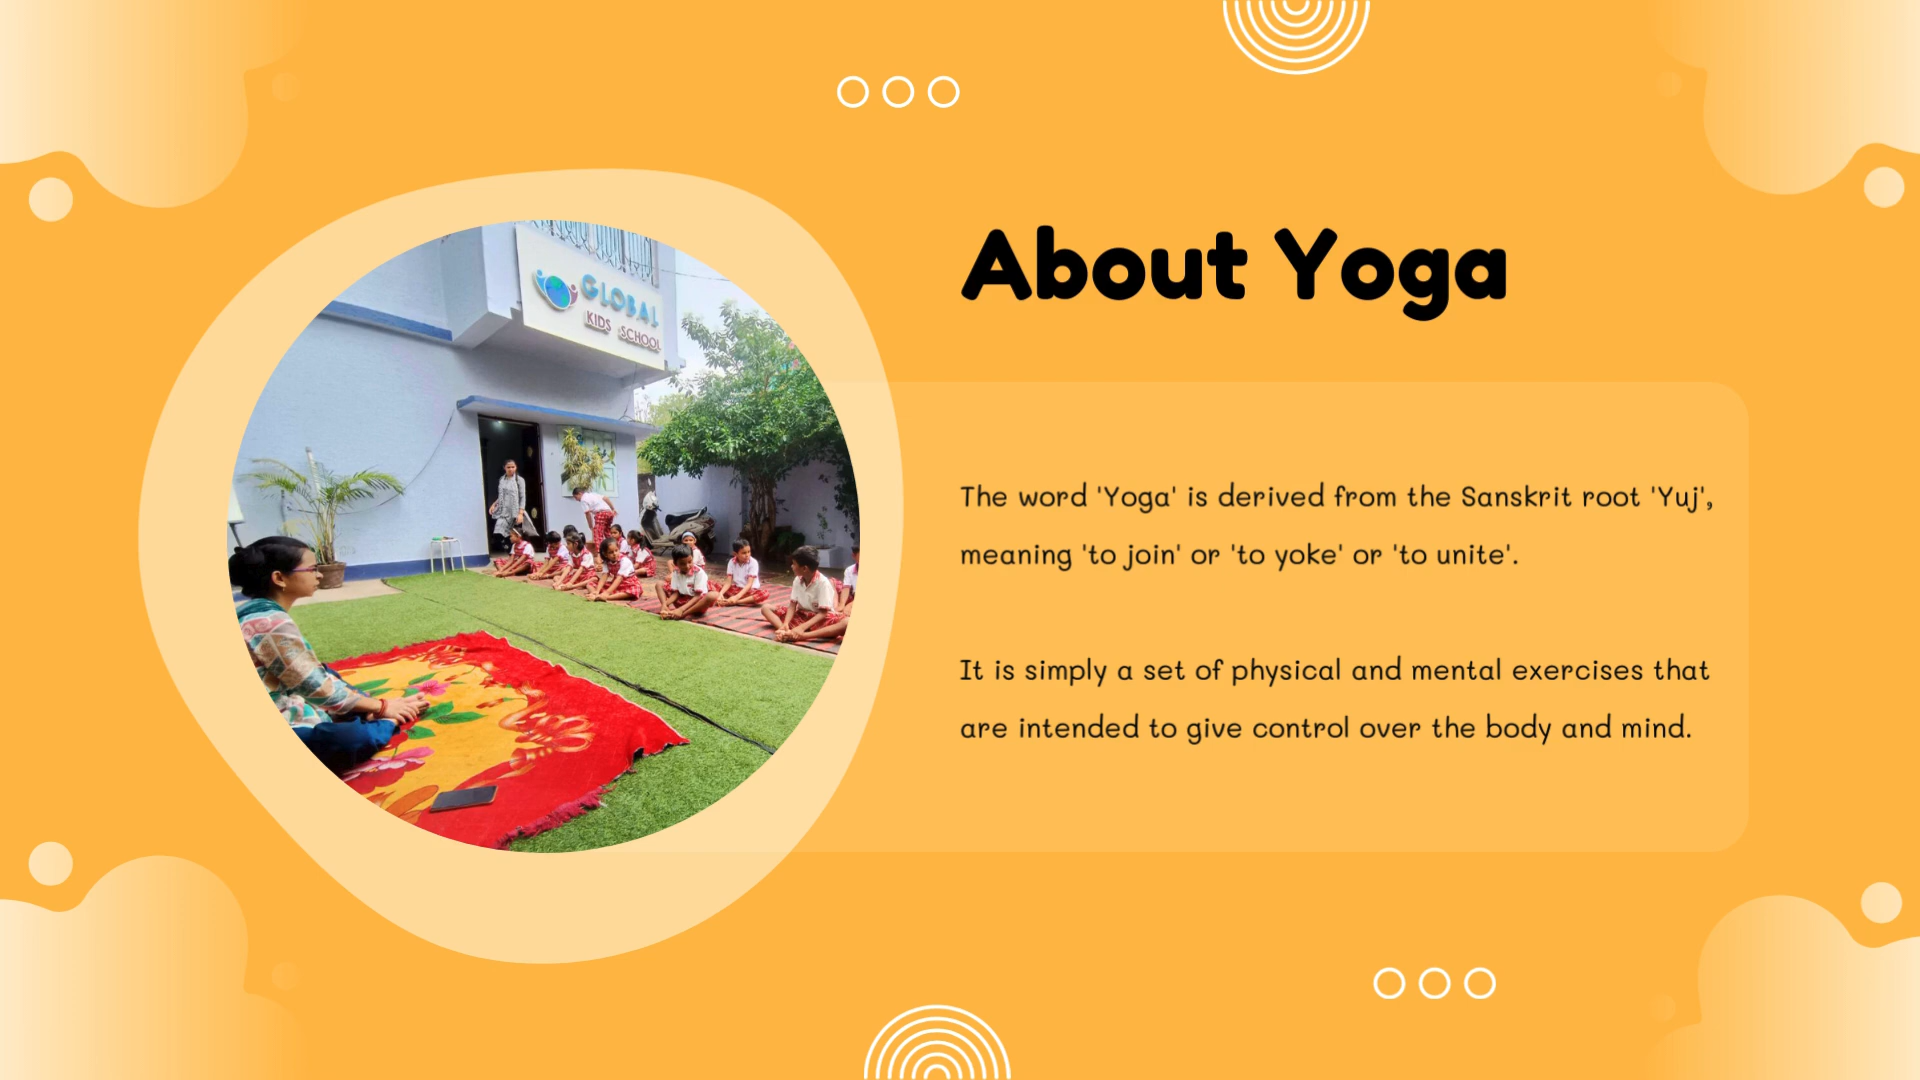 GLOBAL
KIDS SCHOOL
About Yoga
The word 'Yoga' is derived from the Sanskrit root 'Yuj',
meaning 'to join' or 'to yoke' or 'to unite'.
It is simply a set of physical and mental exercises that
are intended to give control over the body and mind.